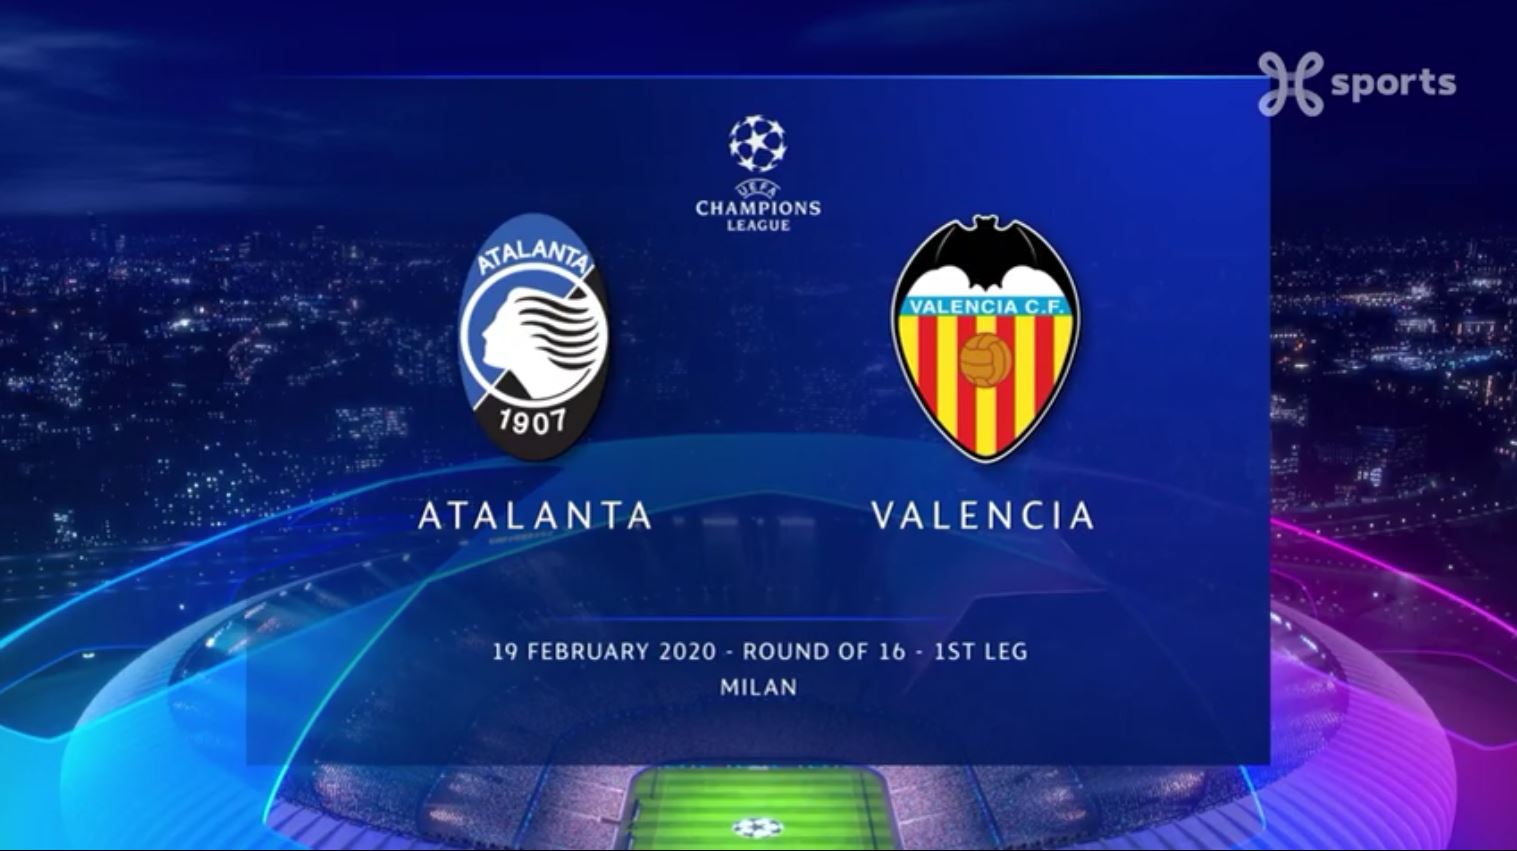 sports
UEFA
CHAMPIONS
LEAGUE
ATALANTA
1907
VALENCIA C.F.
ATALANTA
VALENCIA
19 FEBRUARY 2020 - ROUND OF 16 - 1ST LEG
MILAN